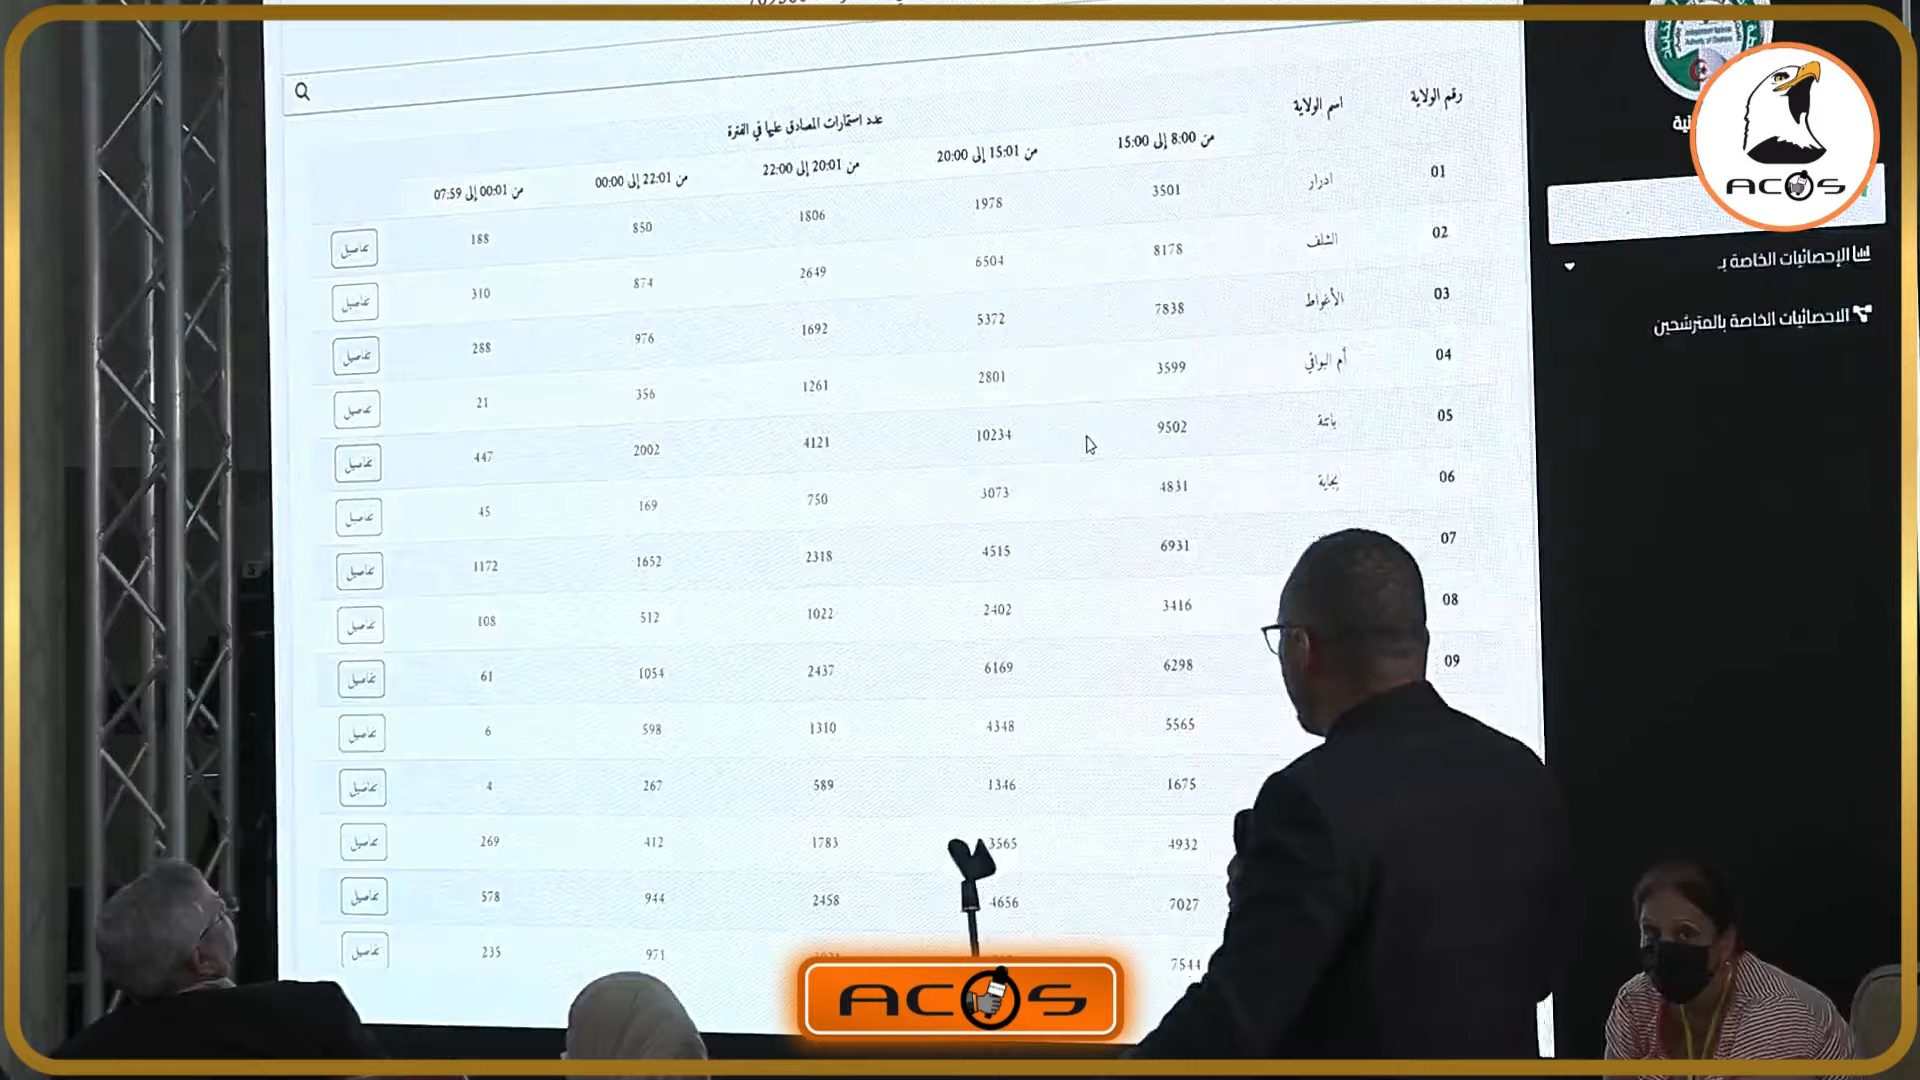 رقم الولاية اسم الولاية عدد استمارات المصادق عليها في الفترة
من 8:00 إلى 15:00 من 15:01 إلى 20:00 من 20:01 إلى 22:00 من 22:01 إلى 00:00 من 00:01 إلى 07:59
01 ادرار 3501 1978 1806 850 188 تفاصيل
02 الشلف 8178 6504 2649 874 310 تفاصيل
03 الأغواط 7838 5372 1692 976 288 تفاصيل
04 أم البواقي 3599 2801 1261 356 21 تفاصيل
05 باتنة 9502 10234 4121 2002 447 تفاصيل
06 بجاية 4831 3073 750 169 45 تفاصيل
07 6931 4515 2318 1652 1172 تفاصيل
08 3416 2402 1022 512 108 تفاصيل
09 6298 6169 2437 1054 61 تفاصيل
5565 4348 1310 598 6 تفاصيل
1675 1346 589 267 4 تفاصيل
4932 3565 1783 412 269 تفاصيل
7027 4656 2458 944 578 تفاصيل
7544 971 235 تفاصيل
الإحصائيات الخاصة بـ
الاحصائيات الخاصة بالمترشحين
ACOS
ACOS